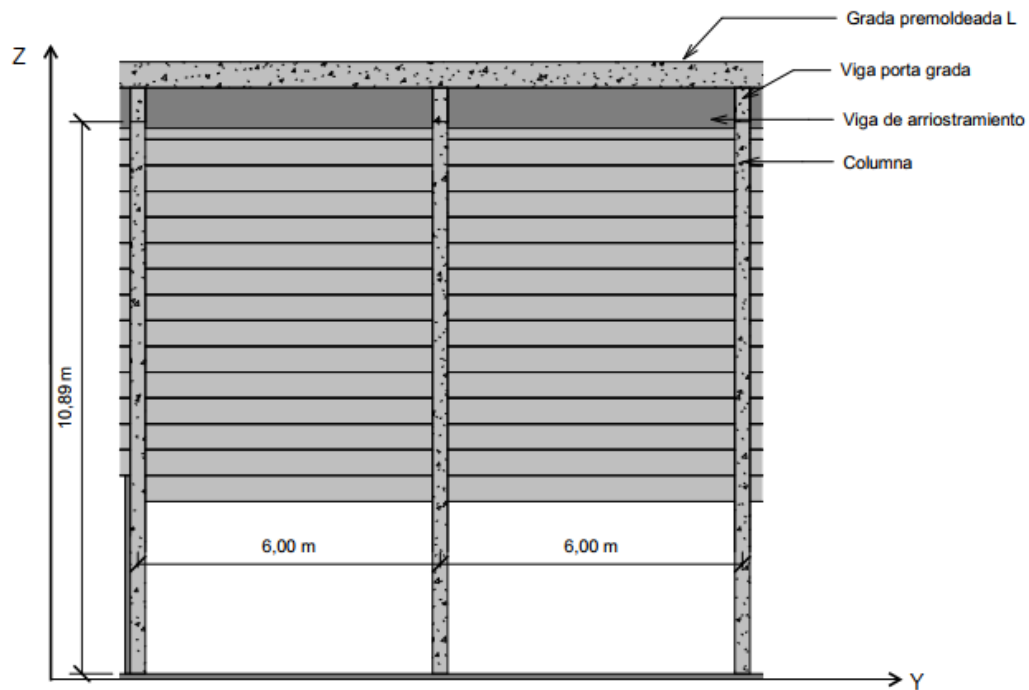 Grada premoldeada L
Z
Viga porta grada
Viga de arriostramiento
Columna
10,89 m
6,00 m
6,00 m
Y